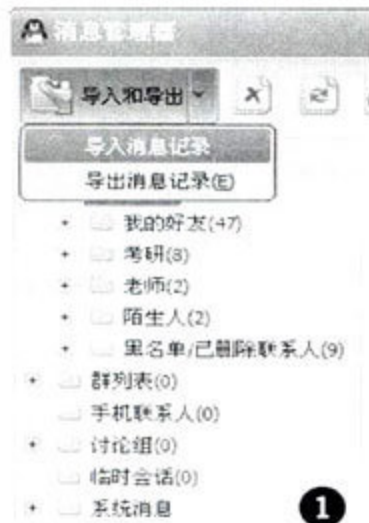 消息管理器
导入和导出
导入消息记录
导出消息记录(E)
我的好友(47)
考研(8)
老师(2)
陌生人(2)
黑名单/已删除联系人(9)
群列表(0)
手机联系人(0)
讨论组(0)
临时会话(0)
系统消息
1